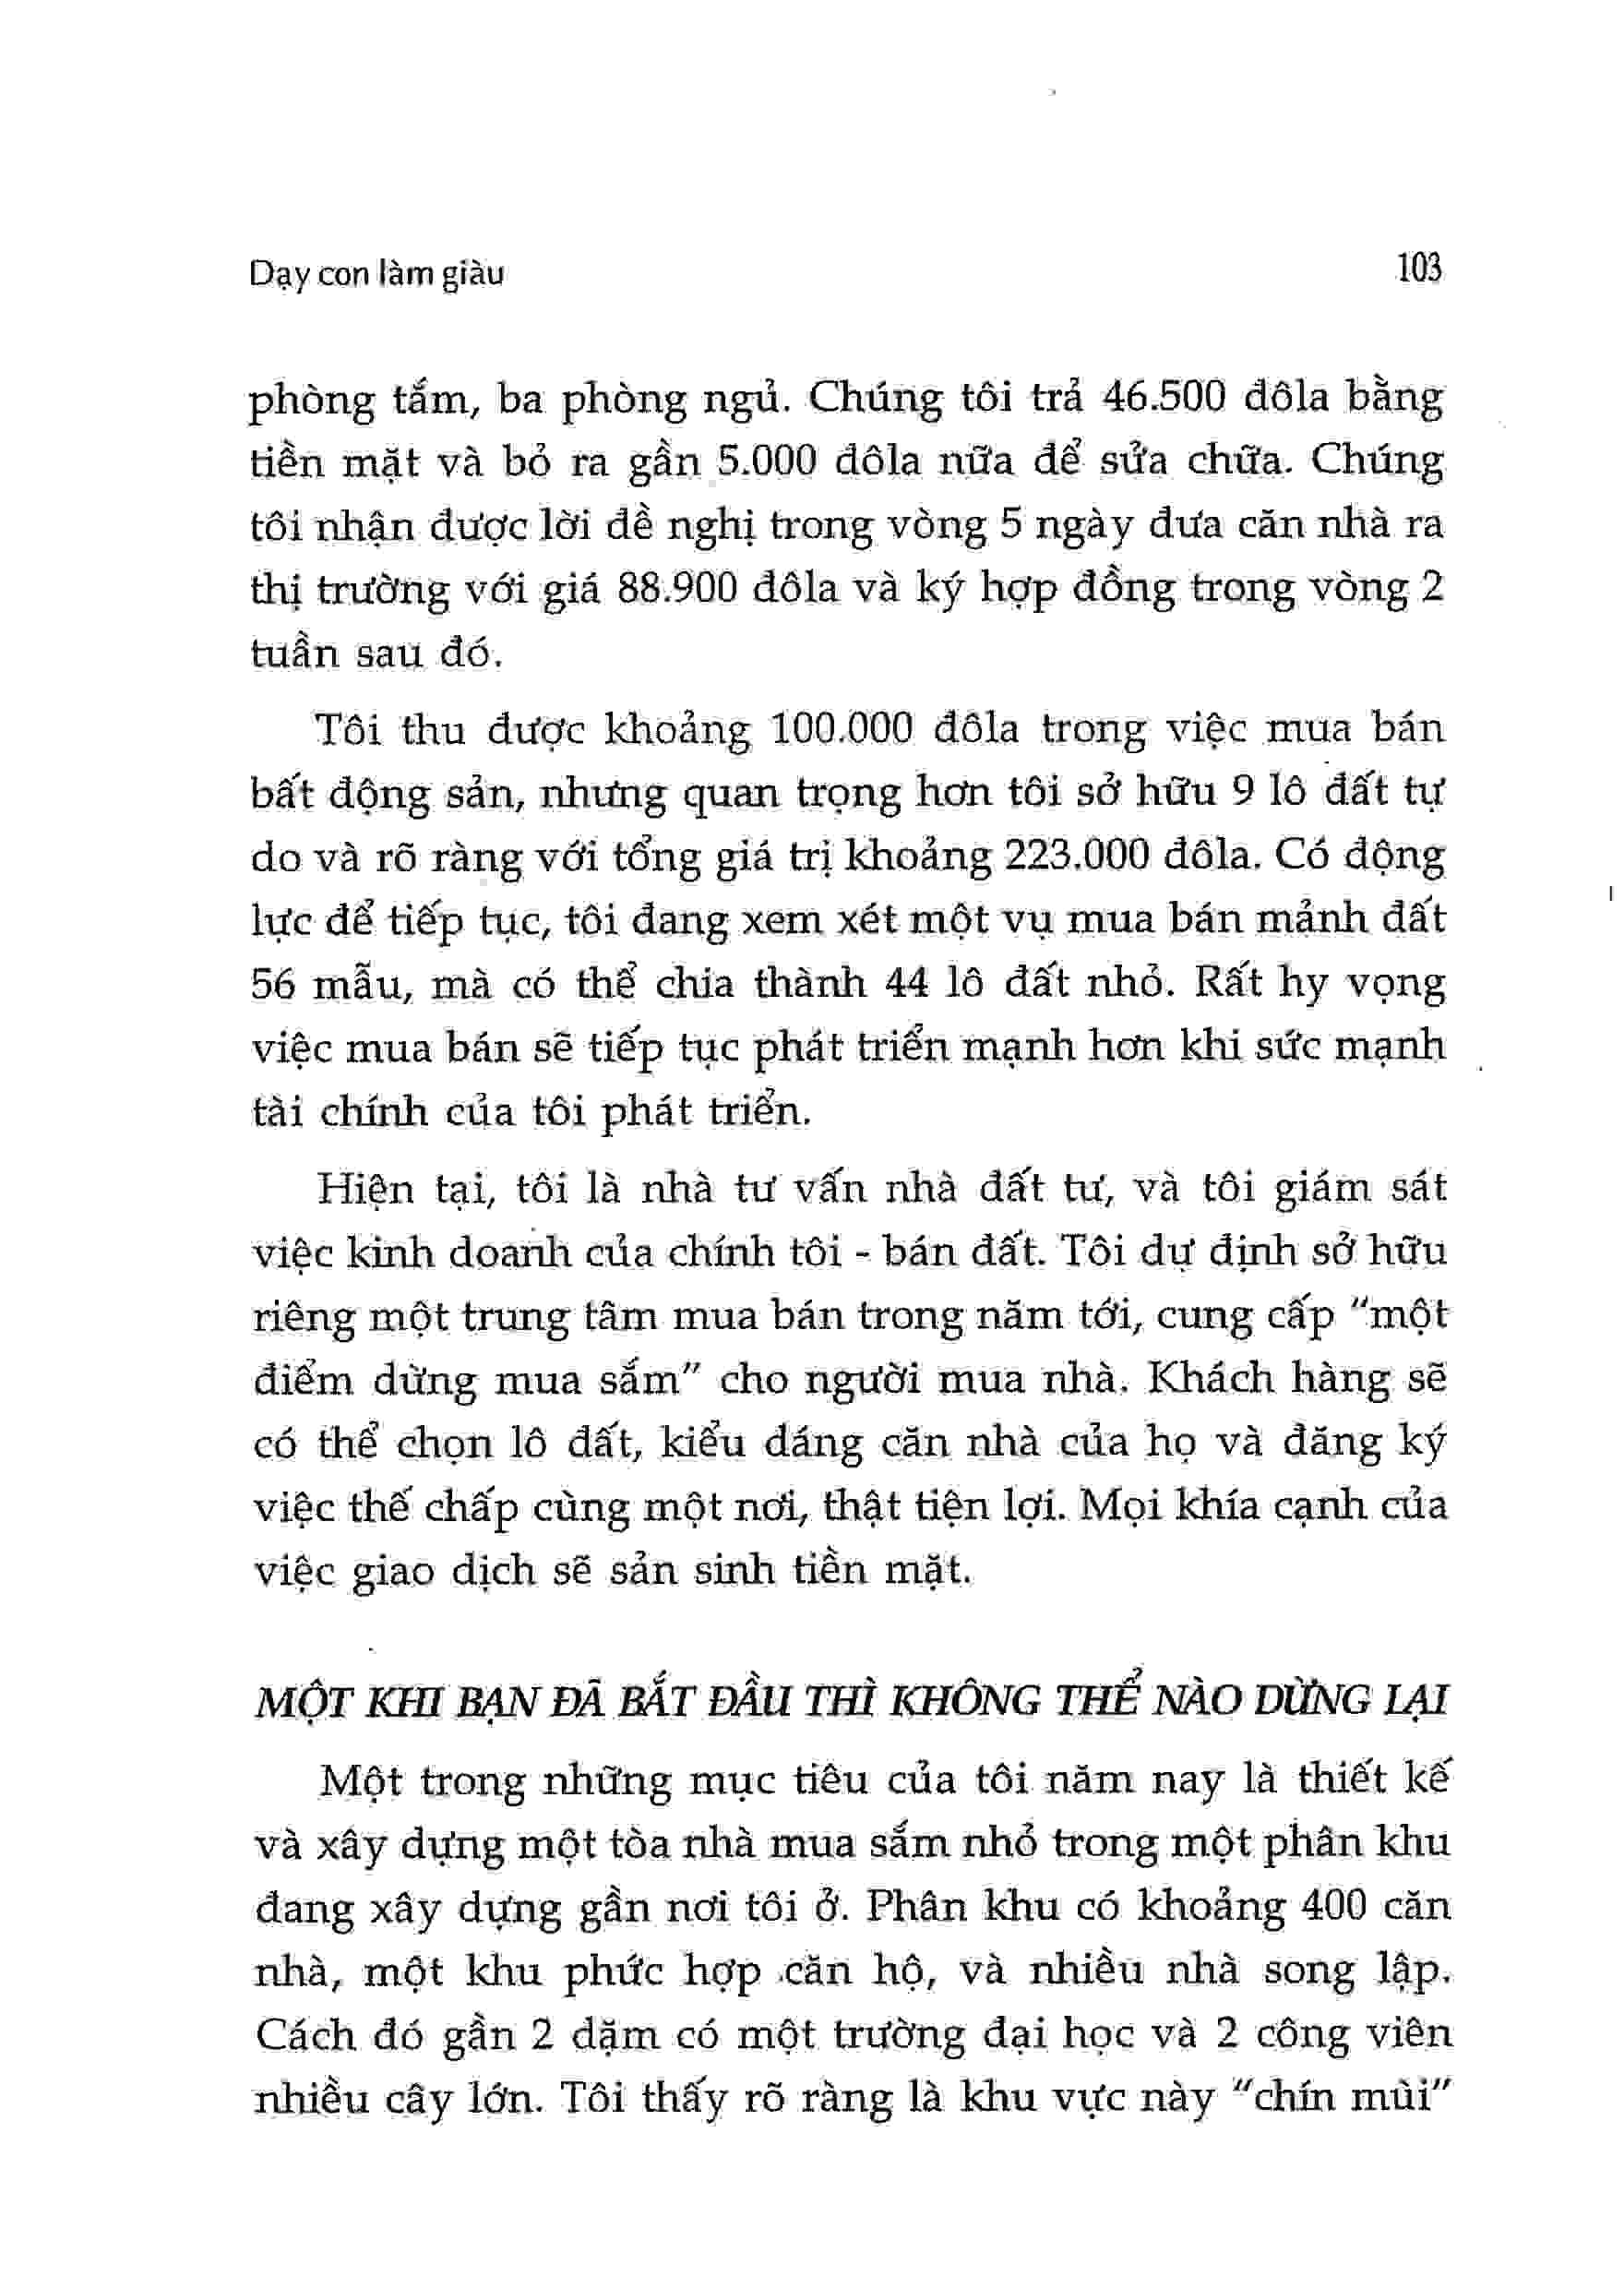 Dạy con làm giàu 103
phòng tắm, ba phòng ngủ. Chúng tôi trả 46.500 đôla bằng
tiền mặt và bỏ ra gần 5.000 đôla nữa để sửa chữa. Chúng
tôi nhận được lời đề nghị trong vòng 5 ngày đưa căn nhà ra
thị trường với giá 88.900 đôla và ký hợp đồng trong vòng 2
tuần sau đó.
Tôi thu được khoảng 100.000 đôla trong việc mua bán
bất động sản, nhưng quan trọng hơn tôi sở hữu 9 lô đất tự
do và rõ ràng với tổng giá trị khoảng 223.000 đôla. Có động
lực để tiếp tục, tôi đang xem xét một vụ mua bán mảnh đất
56 mẫu, mà có thể chia thành 44 lô đất nhỏ. Rất hy vọng
việc mua bán sẽ tiếp tục phát triển mạnh hơn khi sức mạnh
tài chính của tôi phát triển.
Hiện tại, tôi là nhà tư vấn nhà đất tư, và tôi giám sát
việc kinh doanh của chính tôi - bán đất. Tôi dự định sở hữu
riêng một trung tâm mua bán trong năm tới, cung cấp "một
điểm dừng mua sắm" cho người mua nhà. Khách hàng sẽ
có thể chọn lô đất, kiểu dáng căn nhà của họ và đăng ký
việc thế chấp cùng một nơi, thật tiện lợi. Mọi khía cạnh của
việc giao dịch sẽ sản sinh tiền mặt.
MỘT KHI BẠN ĐÃ BẮT ĐẦU THÌ KHÔNG THỂ NÀO DỪNG LẠI
Một trong những mục tiêu của tôi năm nay là thiết kế
và xây dựng một tòa nhà mua sắm nhỏ trong một phân khu
đang xây dựng gần nơi tôi ở. Phân khu có khoảng 400 căn
nhà, một khu phức hợp căn hộ, và nhiều nhà song lập.
Cách đó gần 2 dặm có một trường đại học và 2 công viên
nhiều cây lớn. Tôi thấy rõ ràng là khu vực này "chín mùi"